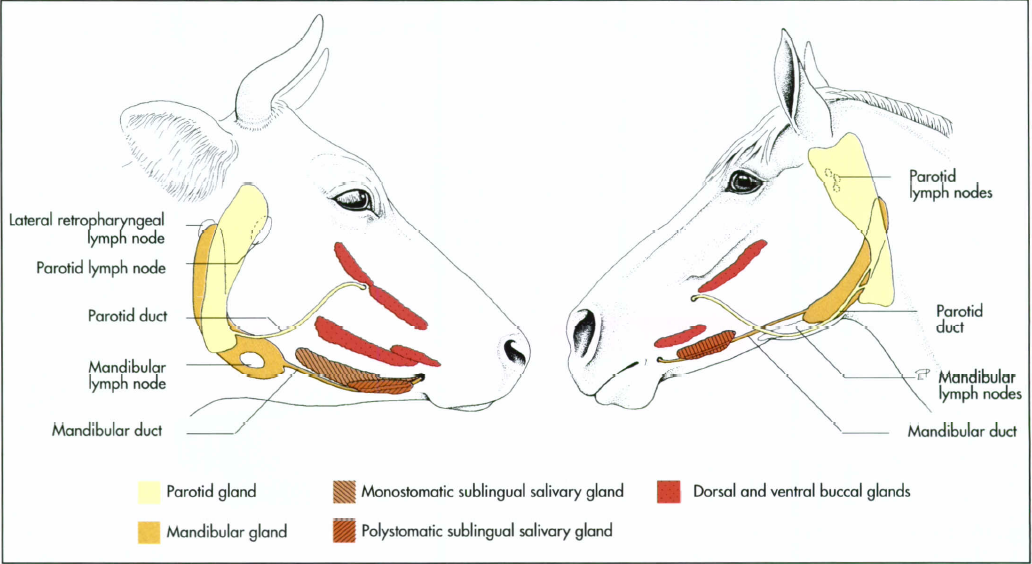 Lateral retropharyngeal
lymph node
Parotid lymph node
Parotid duct
Mandibular
lymph node
Mandibular duct
Parotid
lymph nodes
Parotid
duct
Mandibular
lymph nodes
Mandibular duct
Parotid gland
Monostomatic sublingual salivary gland
Dorsal and ventral buccal glands
Mandibular gland
Polystomatic sublingual salivary gland